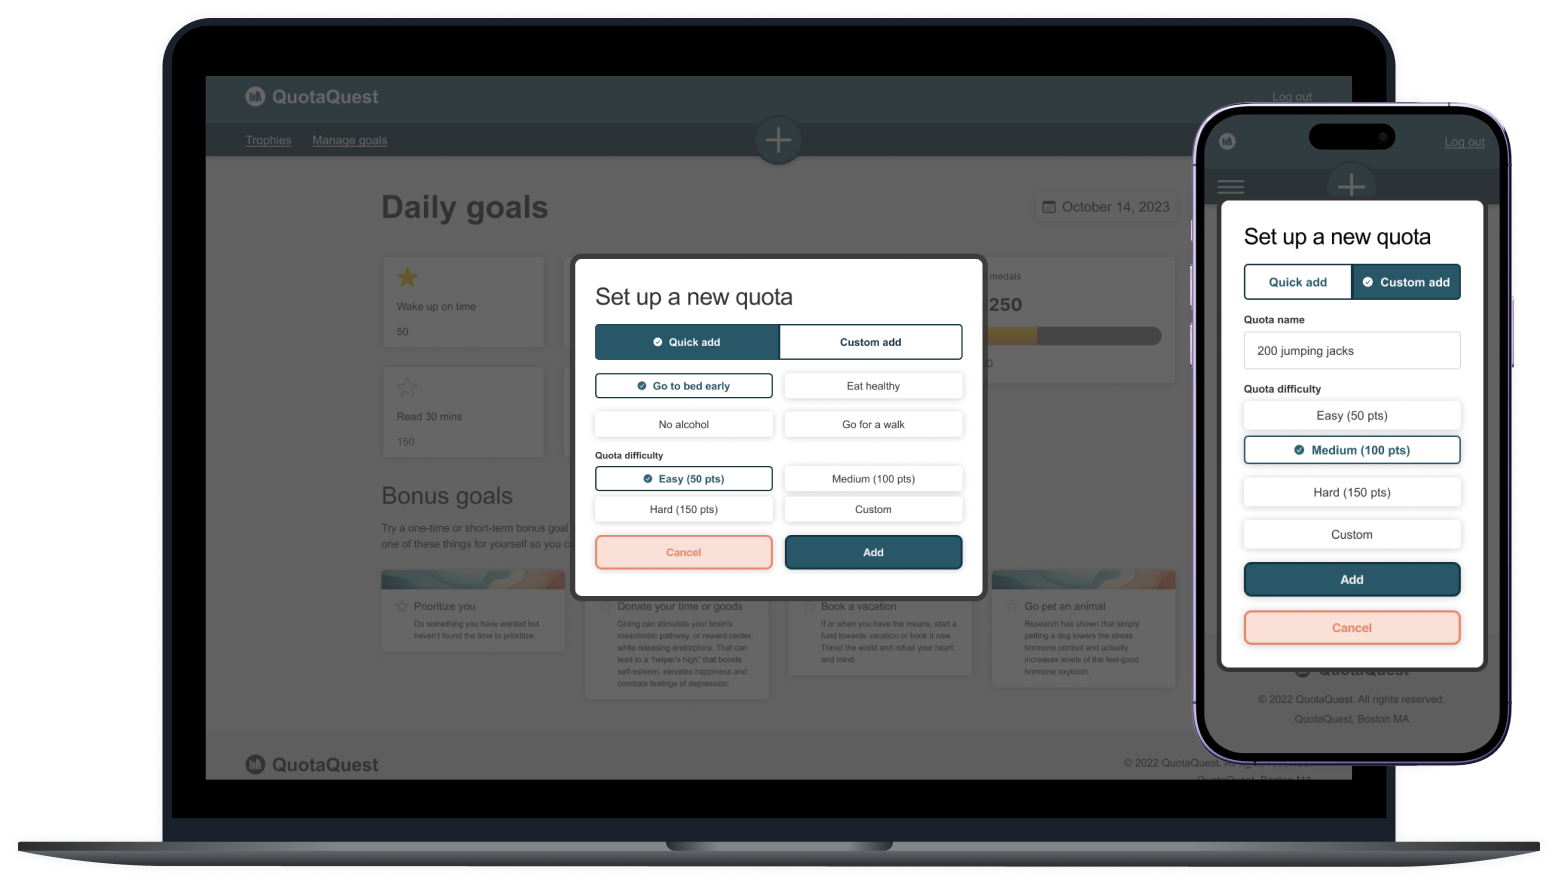 QuotaQuest
Log out
Trophies
Manage goals
Daily goals
October 14, 2023
Wake up on time
50
medals
250
0
Read 30 mins
150
Bonus goals
Try a one-time or short-term bonus goal
one of these things for yourself so you
Prioritize you
Do something you have wanted but
haven't found the time to prioritize.
Donate your time or goods
Giving can stimulate your brain's
mesolimbic pathway, or reward center,
while releasing endorphins. That can
lead to a "helper's high" that boosts
self-esteem, elevates happiness and
combats feelings of depression.
Book a vacation
If or when you have the means, start a
fund towards vacation or book it now.
Travel the world and refuel your heart
and mind.
Go pet an animal
Research has shown that simply
petting a dog lowers the stress
hormone cortisol and actually
increases levels of the feel-good
hormone oxytocin.
QuotaQuest
© 2022 QuotaQuest. All
QuotaQuest, Boston MA
Set up a new quota
Quick add
Custom add
Go to bed early
Eat healthy
No alcohol
Go for a walk
Quota difficulty
Easy (50 pts)
Medium (100 pts)
Hard (150 pts)
Custom
Cancel
Add
Log out
Set up a new quota
Quick add
Custom add
Quota name
200 jumping jacks
Quota difficulty
Easy (50 pts)
Medium (100 pts)
Hard (150 pts)
Custom
Add
Cancel
QuotaQuest
© 2022 QuotaQuest. All rights reserved.
QuotaQuest, Boston MA